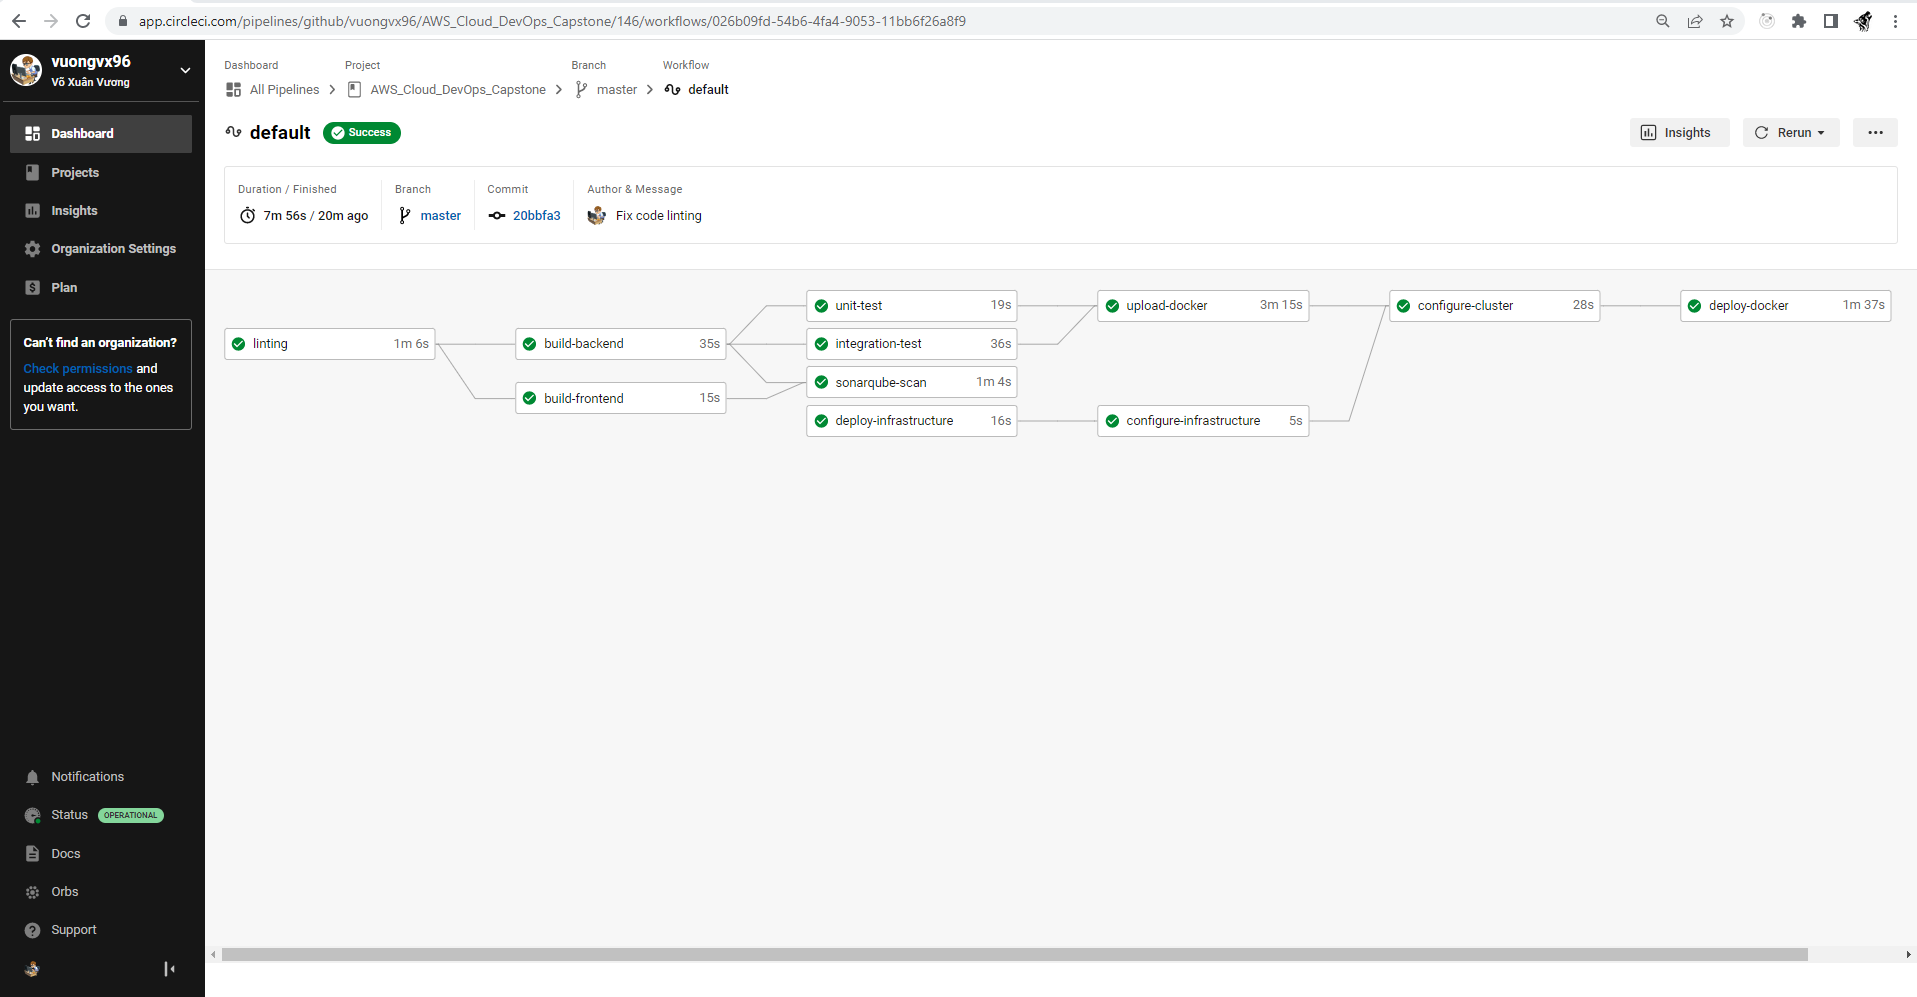 app.circleci.com/pipelines/github/vuongvx96/AWS_Cloud_DevOps_Capstone/146/workflows/026b09fd-54b6-4fa4-9053-11bb6f26a8f9
vuongvx96
Võ Xuân Vương
Dashboard
Projects
Insights
Organization Settings
Plan
Can't find an organization?
Check permissions and
update access to the ones
you want.
Notifications
Status OPERATIONAL
Docs
Orbs
Support
Dashboard Project Branch Workflow
All Pipelines AWS_Cloud_DevOps_Capstone master default
default Success
Insights Rerun
Duration / Finished Branch Commit Author & Message
7m 56s / 20m ago master 20bbfa3 Fix code linting
linting 1m 6s
build-backend 35s
build-frontend 15s
unit-test 19s
integration-test 36s
sonarqube-scan 1m 4s
deploy-infrastructure 16s
upload-docker 3m 15s
configure-infrastructure 5s
configure-cluster 28s
deploy-docker 1m 37s